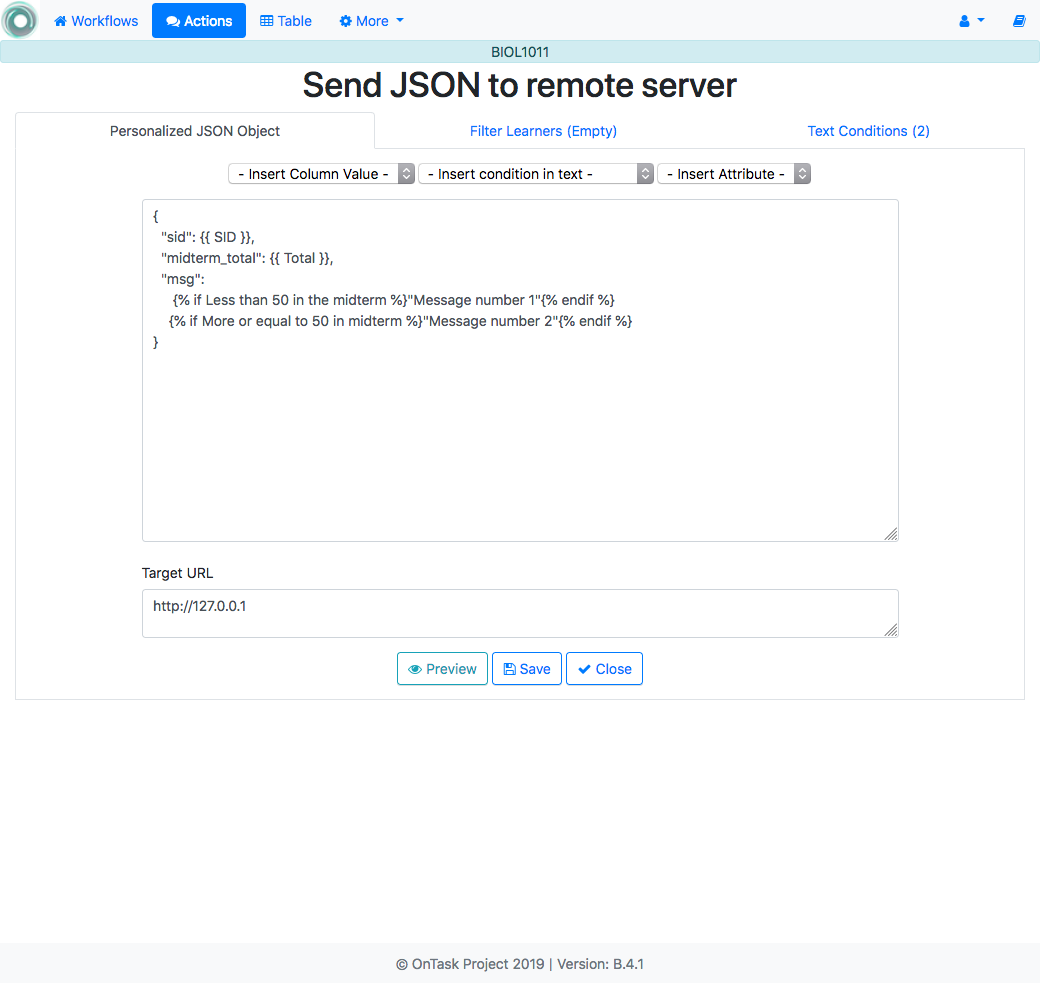 Workflows Actions Table More
BIOL1011
Send JSON to remote server
Personalized JSON Object Filter Learners (Empty) Text Conditions (2)
- Insert Column Value - - Insert condition in text - - Insert Attribute -
{
"sid": {{ SID }},
"midterm_total": {{ Total }},
"msg":
{% if Less than 50 in the midterm %}"Message number 1"{% endif %}
{% if More or equal to 50 in midterm %}"Message number 2"{% endif %}
}
Target URL
http://127.0.0.1
Preview Save Close
© OnTask Project 2019 | Version: B.4.1